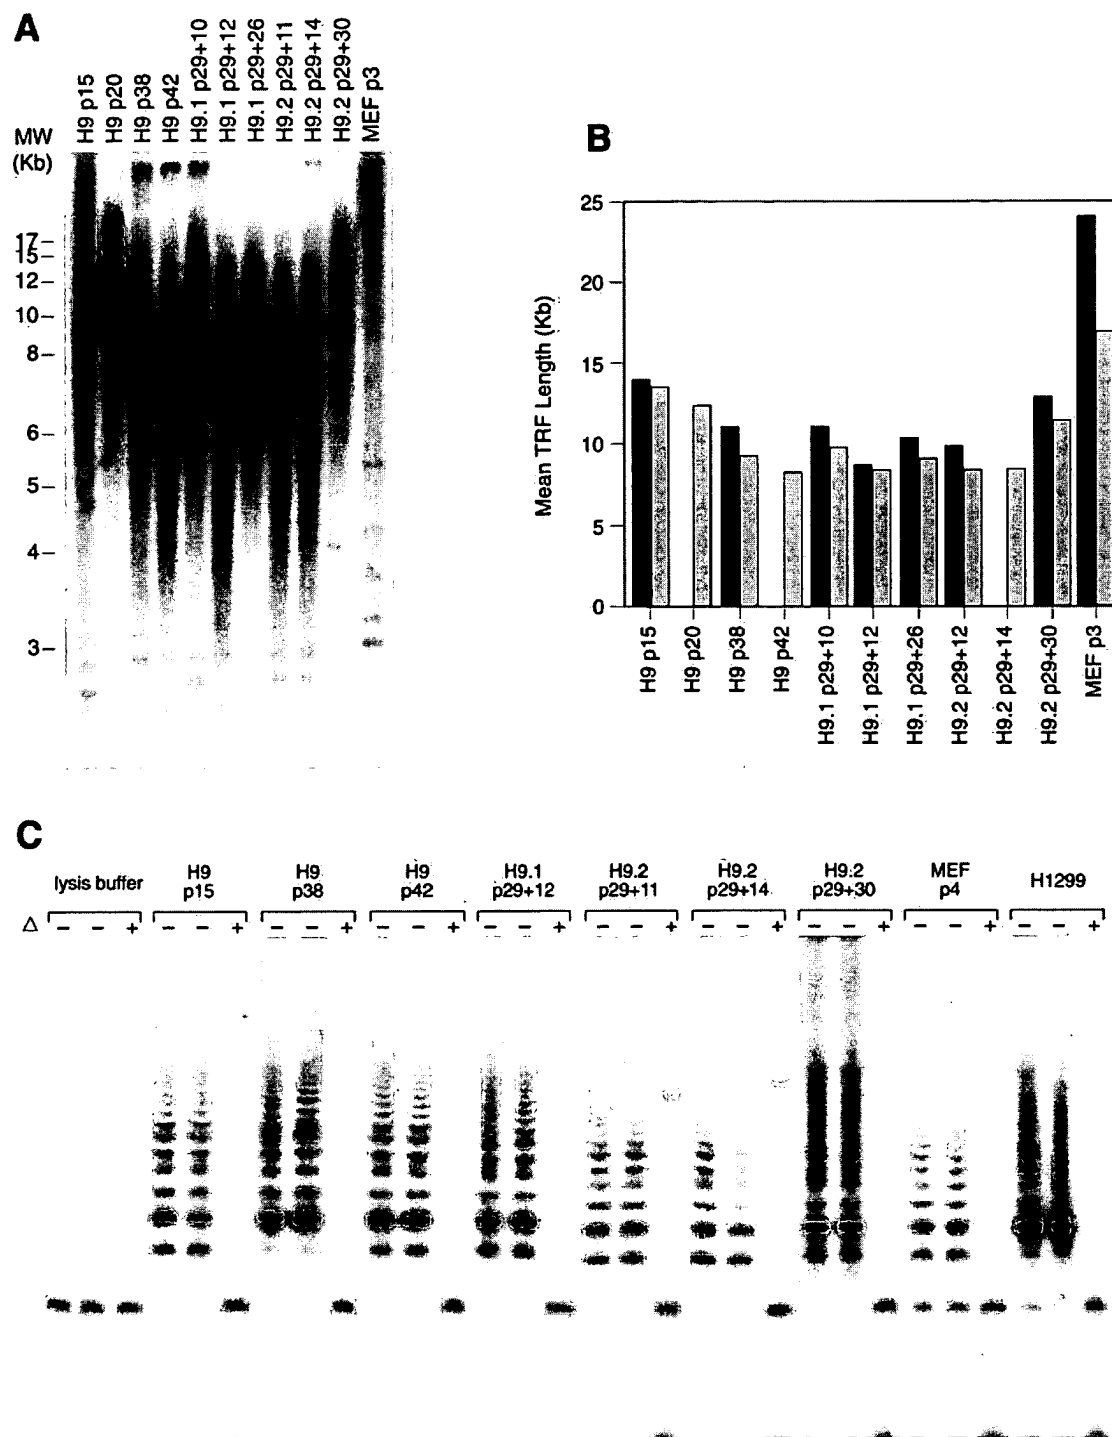 A
H9 p15
H9 p20
H9 p38
H9 p42
H9.1 p29+10
H9.1 p29+12
H9.1 p29+26
H9.2 p29+11
H9.2 p29+14
H9.2 p29+30
MEF p3
MW
(Kb)
17
15
12
10
8
6
5
4
3
B
Mean TRF Length (Kb)
25
20
15
10
5
0
H9 p15
H9 p20
H9 p38
H9 p42
H9.1 p29+10
H9.1 p29+12
H9.1 p29+26
H9.2 p29+12
H9.2 p29+14
H9.2 p29+30
MEF p3
C
lysis buffer
H9
p15
H9
p38
H9
p42
H9.1
p29+12
H9.2
p29+11
H9.2
p29+14
H9.2
p29+30
MEF
p4
H1299
Δ - - + - - + - - + - - + - - + - - + - - + - - + - - + - - +